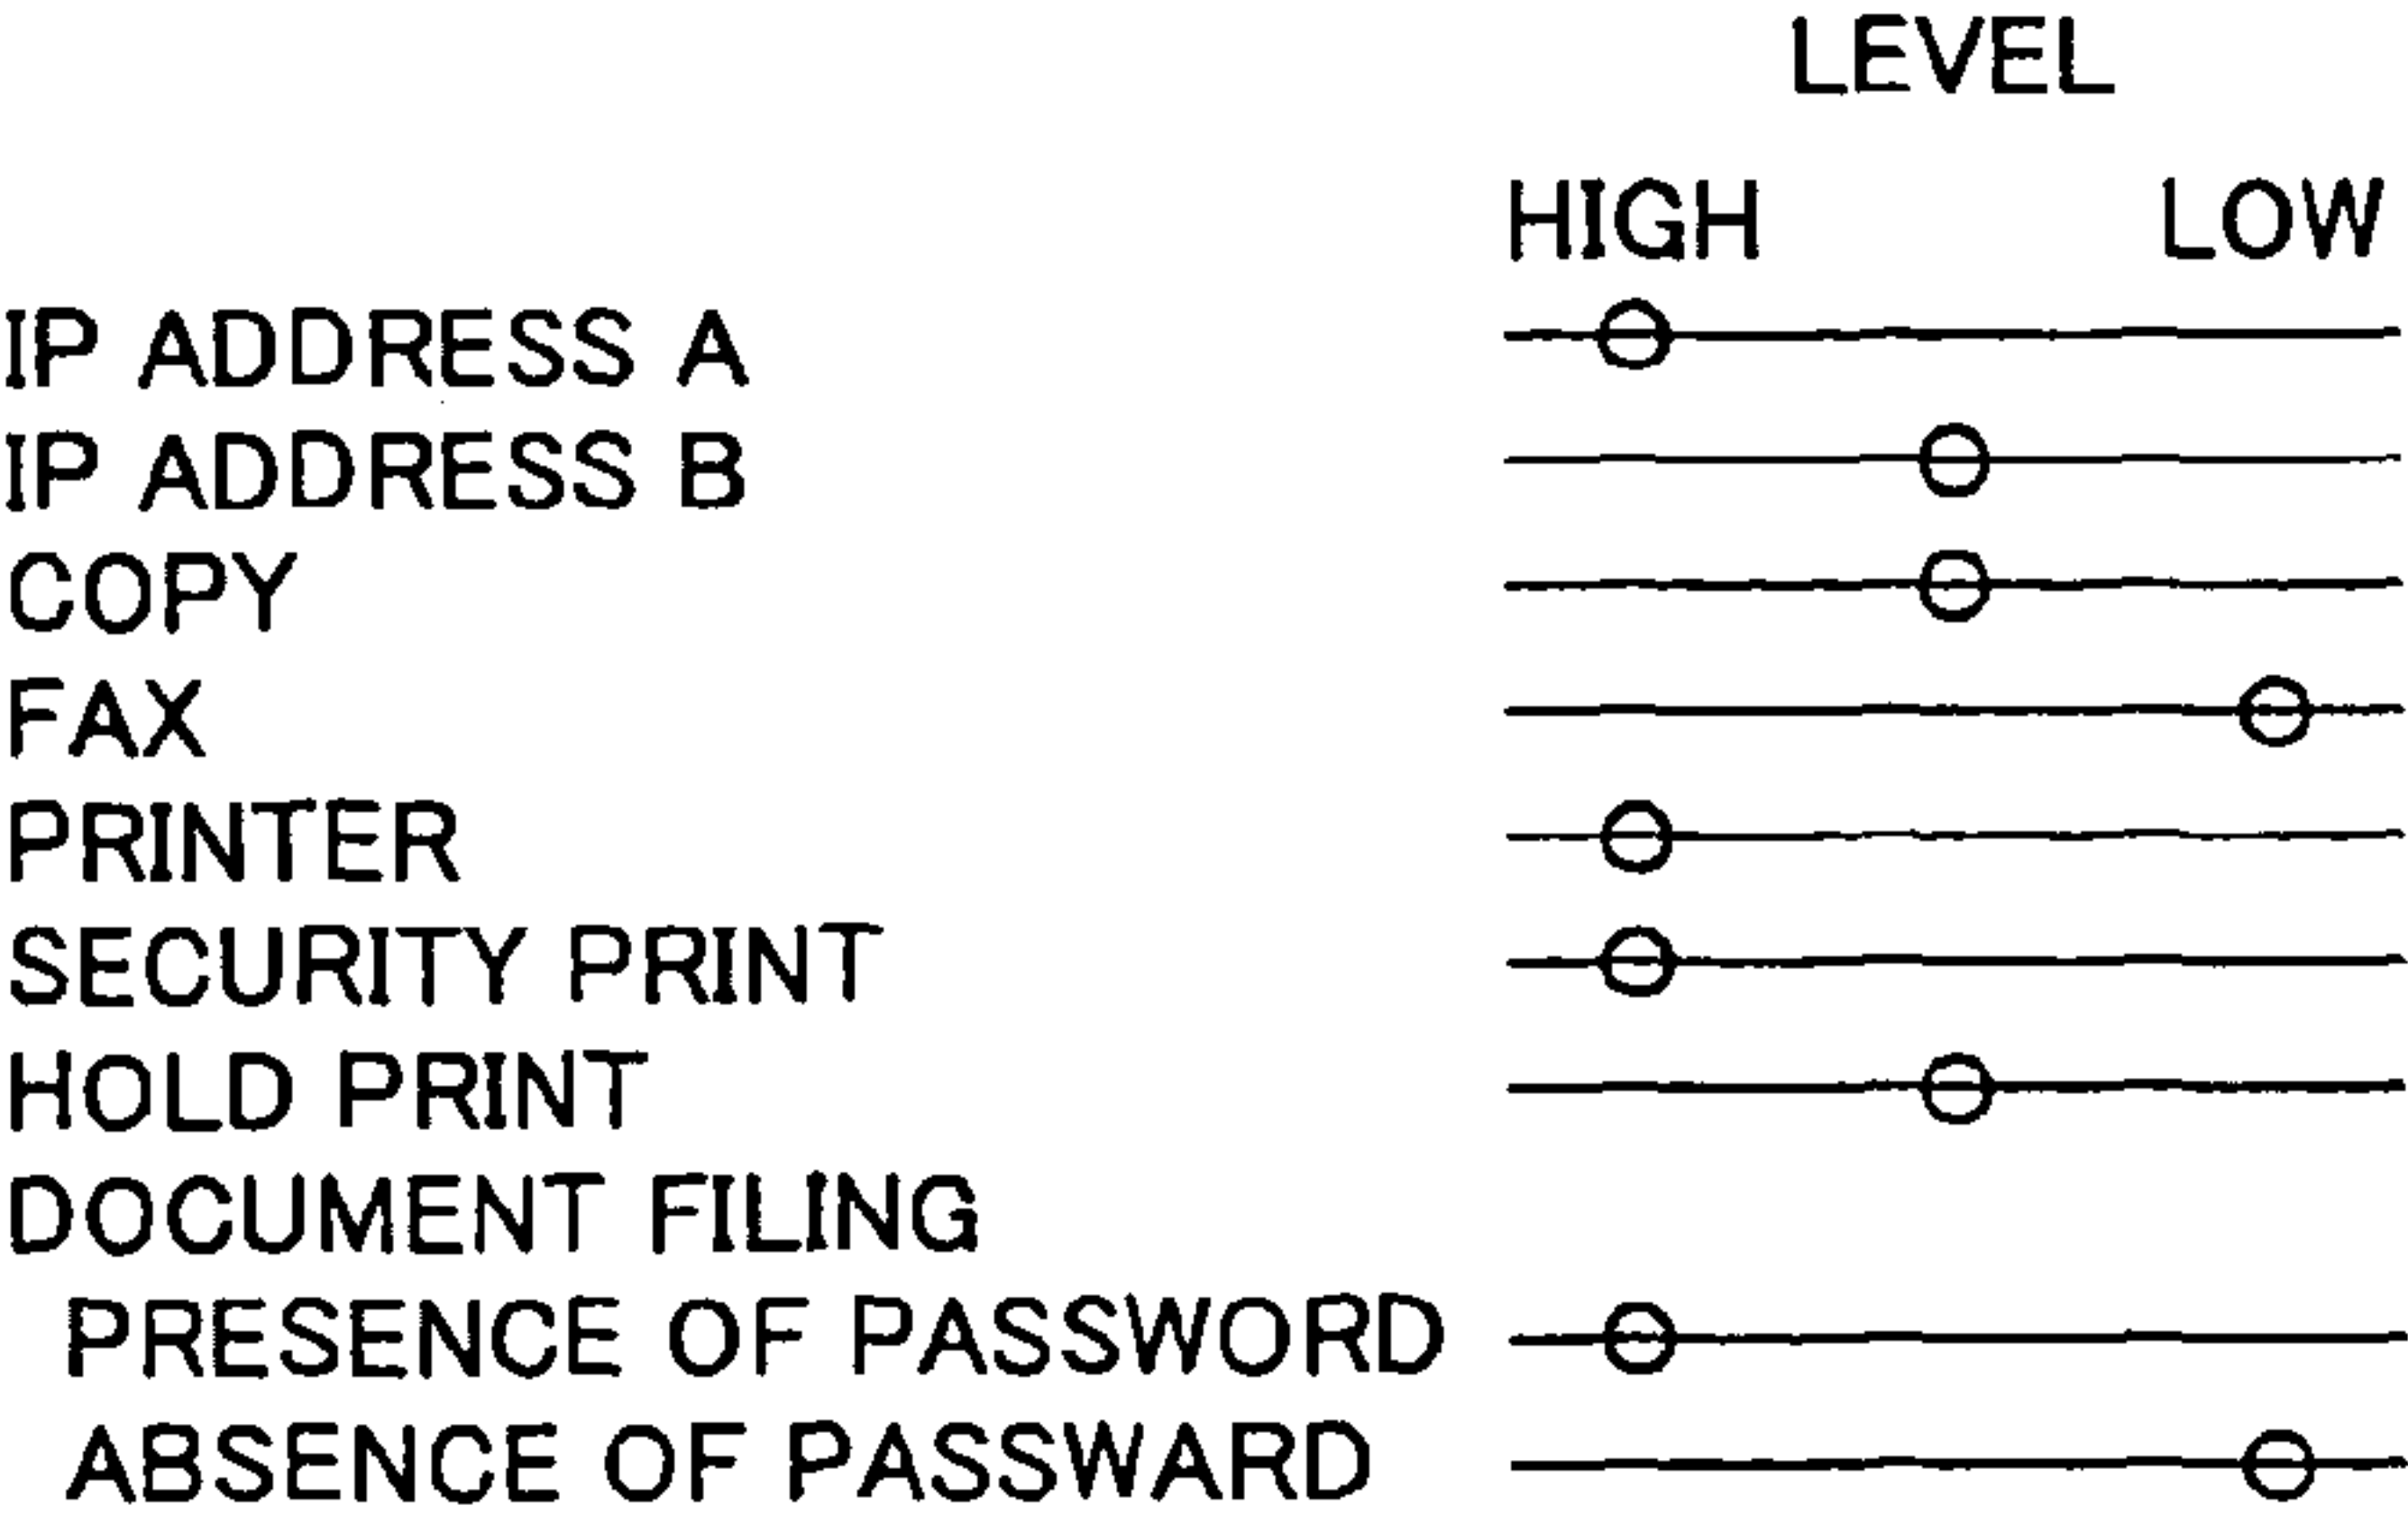 LEVEL
HIGH LOW
IP ADDRESS A
IP ADDRESS B
COPY
FAX
PRINTER
SECURITY PRINT
HOLD PRINT
DOCUMENT FILING
PRESENCE OF PASSWORD
ABSENCE OF PASSWARD